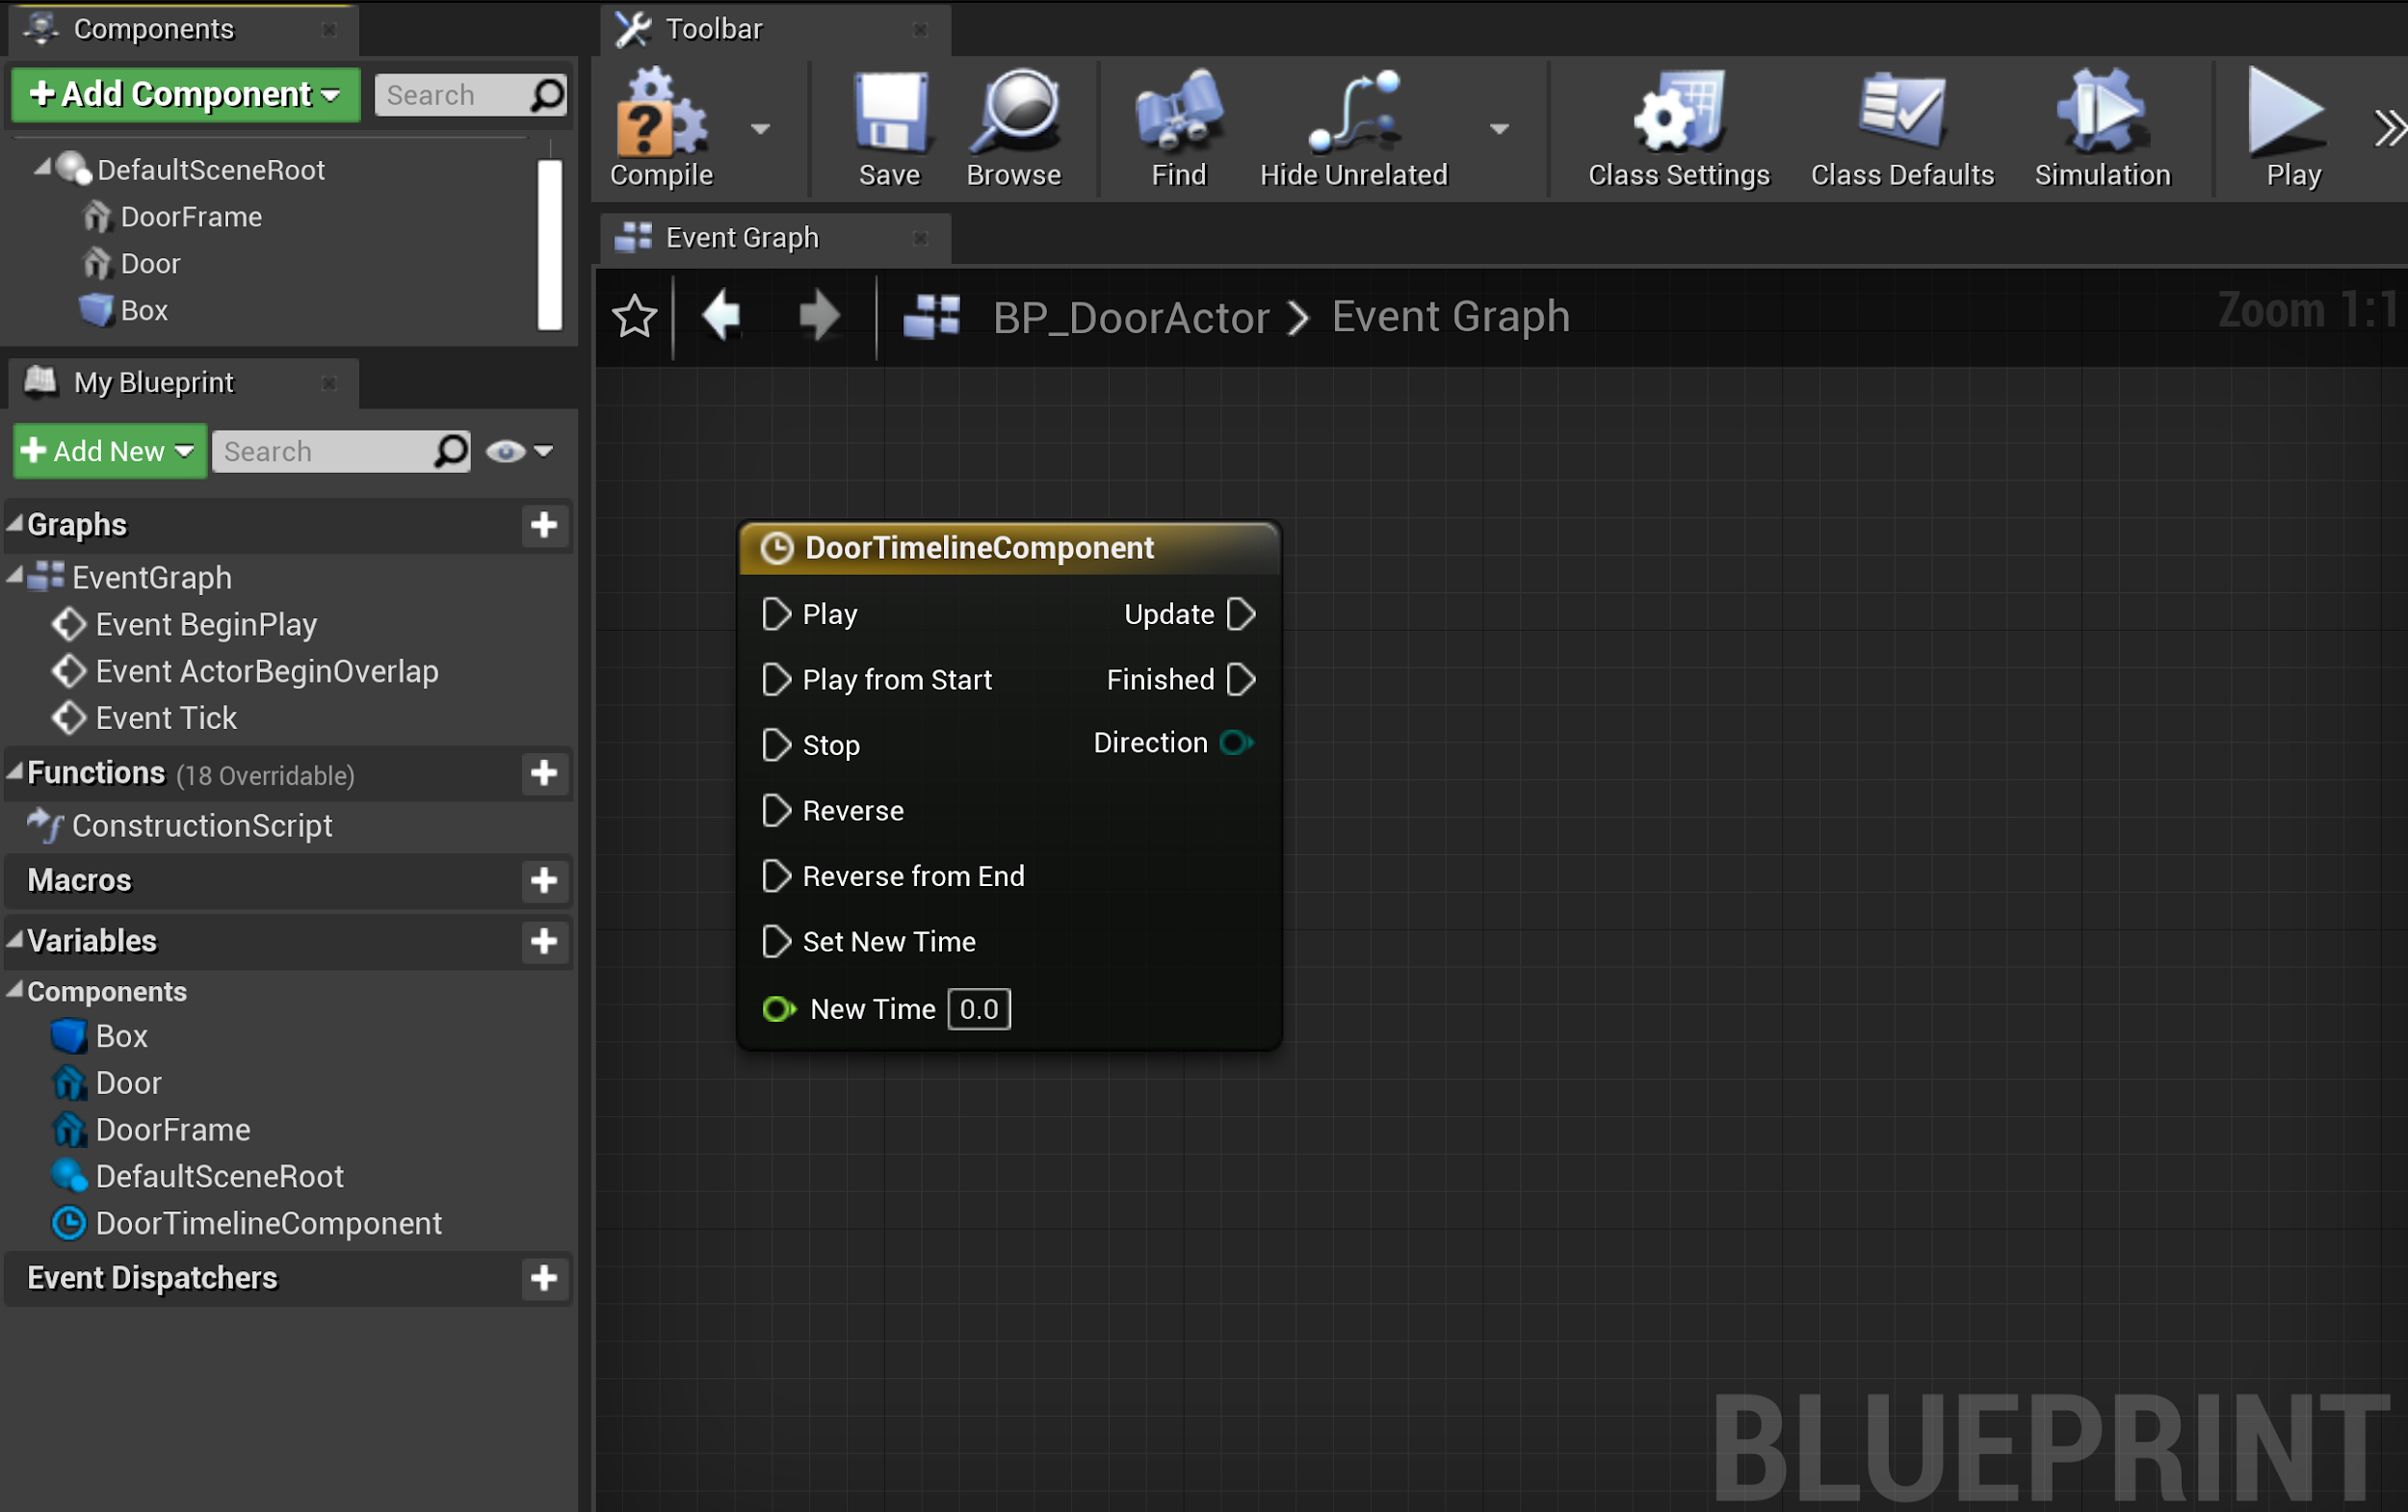 Components
Add Component
Search
DefaultSceneRoot
DoorFrame
Door
Box
My Blueprint
Add New
Search
Graphs
EventGraph
Event BeginPlay
Event ActorBeginOverlap
Event Tick
Functions (18 Overridable)
ConstructionScript
Macros
Variables
Components
Box
Door
DoorFrame
DefaultSceneRoot
DoorTimelineComponent
Event Dispatchers
Toolbar
Compile Save Browse Find Hide Unrelated Class Settings Class Defaults Simulation Play
Event Graph
BP_DoorActor > Event Graph
Zoom 1:1
DoorTimelineComponent
Play Update
Play from Start Finished
Stop Direction
Reverse
Reverse from End
Set New Time
New Time 0.0
BLUEPRINT